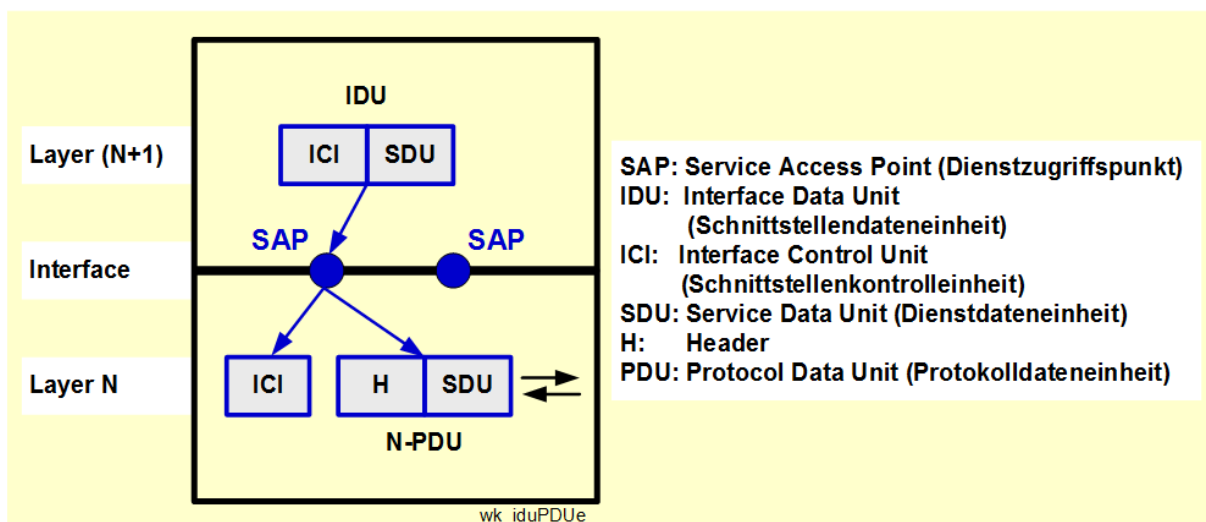 IDU
Layer (N+1)
ICI SDU
SAP SAP
Interface
Layer N
ICI H SDU
N-PDU
wk_iduPDUe
SAP: Service Access Point (Dienstzugriffspunkt)
IDU: Interface Data Unit
(Schnittstellendateneinheit)
ICI: Interface Control Unit
(Schnittstellenkontrolleinheit)
SDU: Service Data Unit (Dienstdateneinheit)
H: Header
PDU: Protocol Data Unit (Protokolldateneinheit)